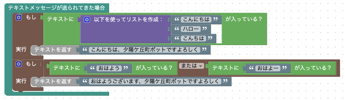 テキストメッセージが送られてきた場合
もし テキストに 以下を使ってリストを作成 “ こんにちは ” が入っている？
“ ハロー ”
“ こんちは ”
実行 テキストを返す “ こんにちは、夕陽ケ丘町ボットですよろしく ”
もし テキストに “ おはよう ” が入っている？ または テキストに “ おはよー ” が入っている？
実行 テキストを返す “ おはようございます、夕陽ケ丘町ボットですよろしく ”